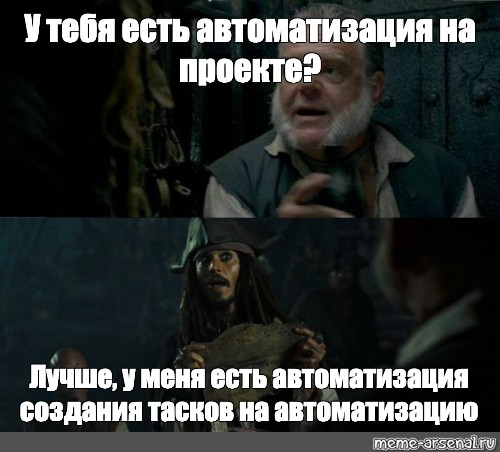 У тебя есть автоматизация на
проекте?
Лучше, у меня есть автоматизация
создания тасков на автоматизацию
meme-arsenal.ru